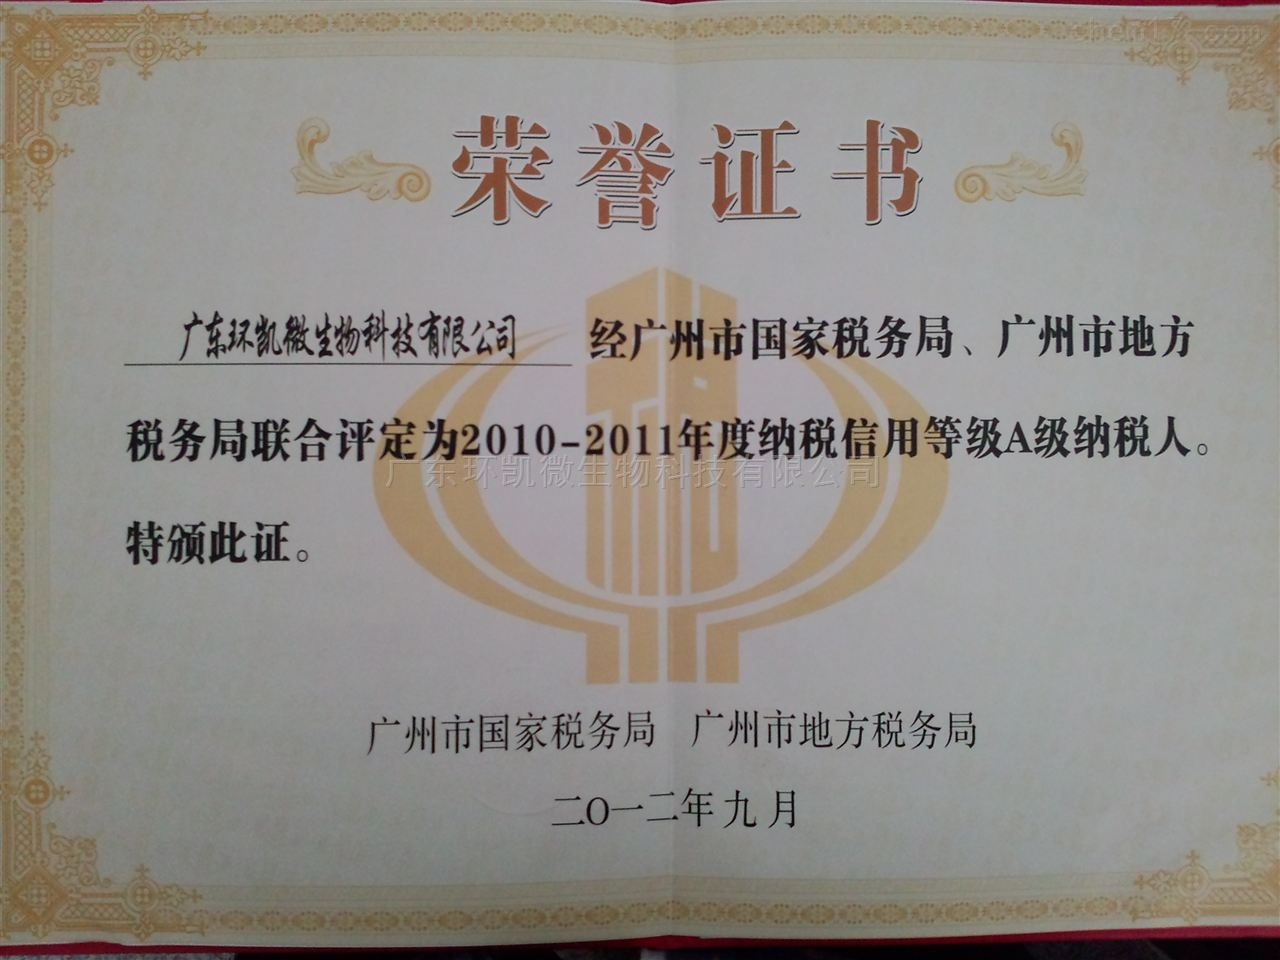 chem17.com
荣誉证书
广东环凯微生物科技有限公司 经广州市国家税务局、广州市地方
税务局联合评定为2010-2011年度纳税信用等级A级纳税人。
广东环凯微生物科技有限公司
特颁此证。
广州市国家税务局 广州市地方税务局
二〇一二年九月